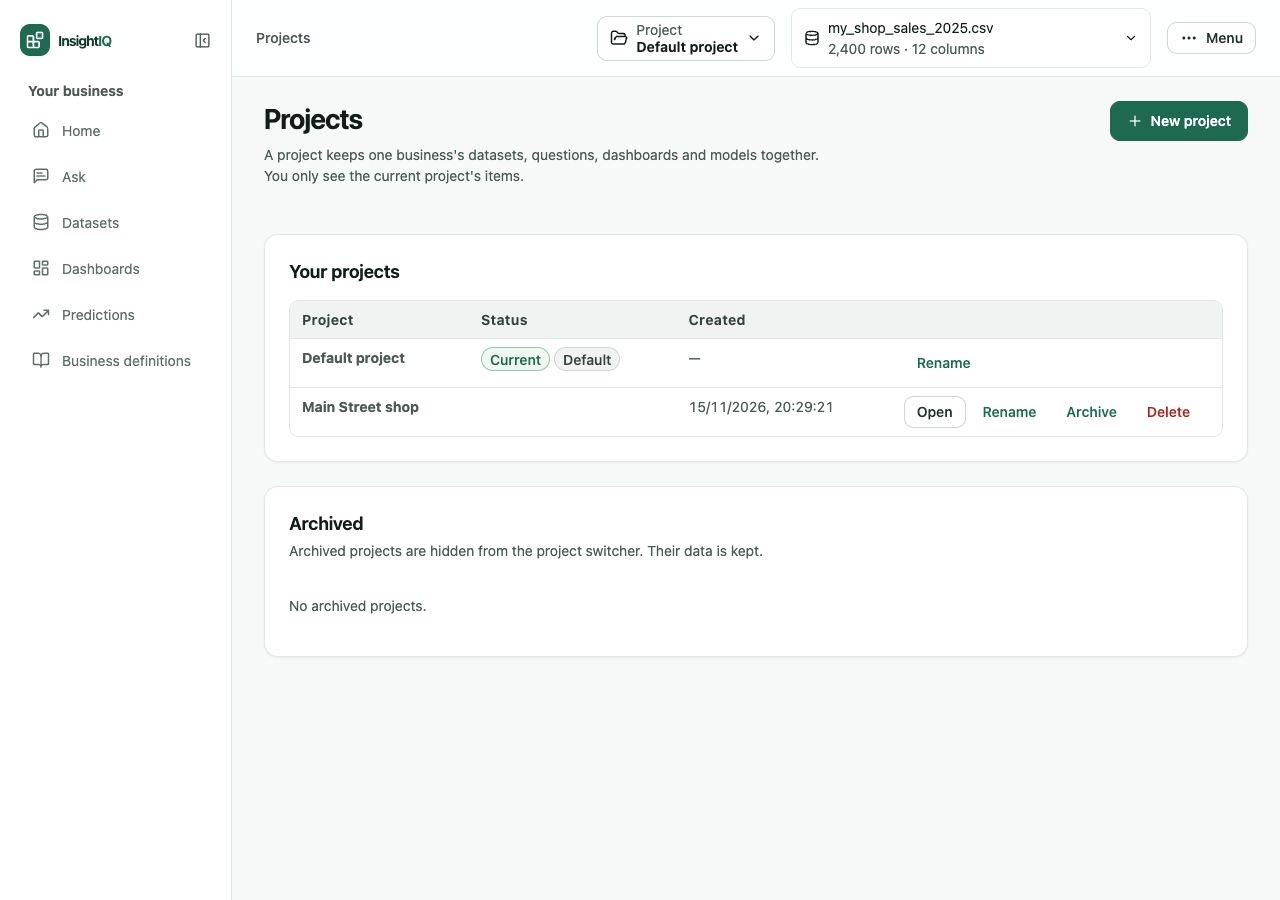 InsightIQ
Your business
Home
Ask
Datasets
Dashboards
Predictions
Business definitions
Projects
Project
Default project
my_shop_sales_2025.csv
2,400 rows · 12 columns
Menu
Projects
A project keeps one business's datasets, questions, dashboards and models together.
You only see the current project's items.
New project
Your projects
Project Status Created
Default project Current Default — Rename
Main Street shop 15/11/2026, 20:29:21 Open Rename Archive Delete
Archived
Archived projects are hidden from the project switcher. Their data is kept.
No archived projects.